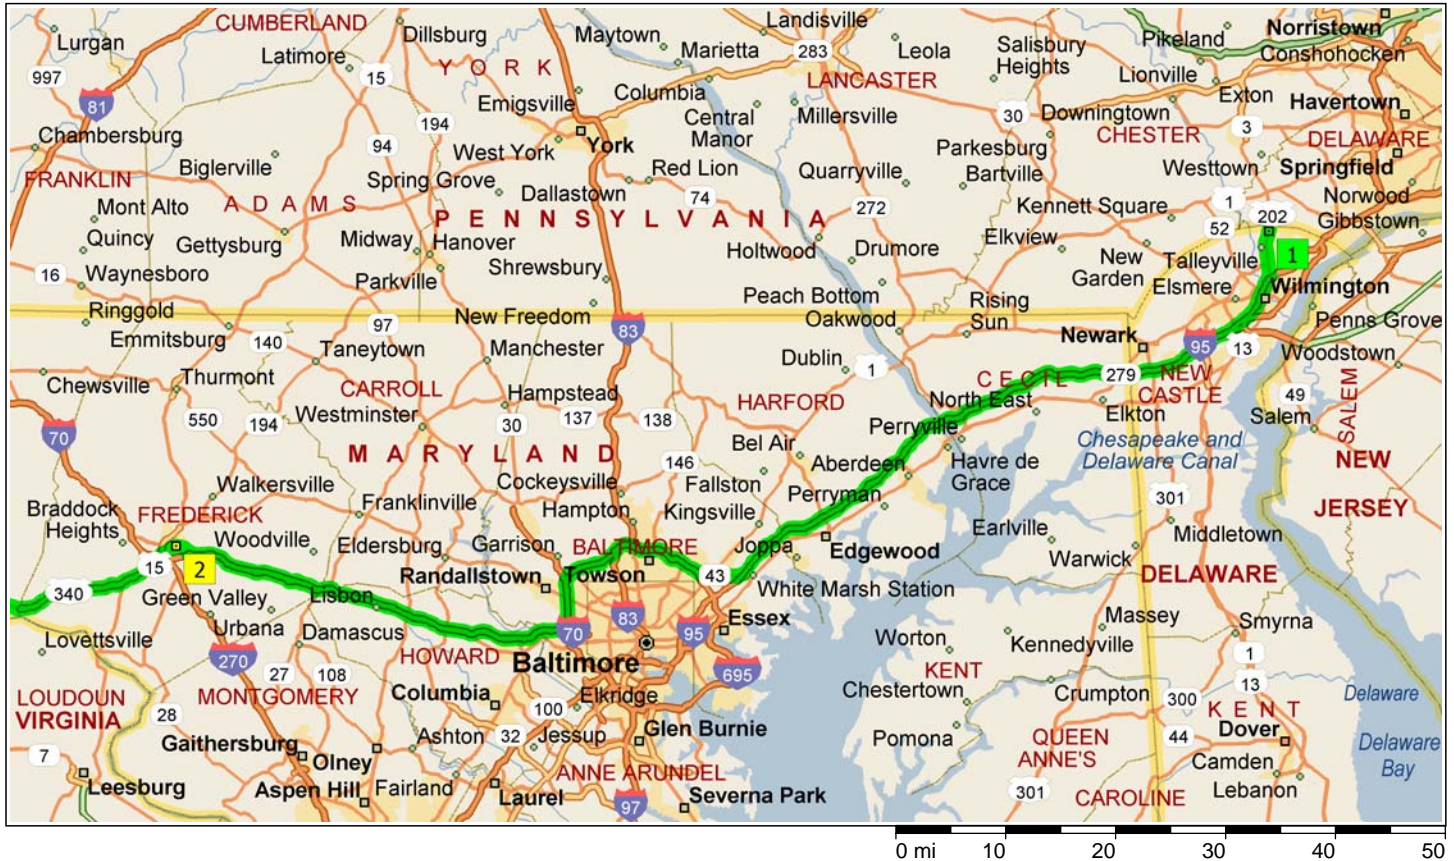 CUMBERLAND
Dillsburg
Maytown
Landisville
Norristown
Lurgan
Latimore
Marietta
283
Leola
Salisbury
Heights
Pikeland
Conshohocken
997
15
YORK
LANCASTER
Lionville
81
Emigsville
Columbia
Exton
Havertown
194
Central
Manor
Millersville
30
Downingtown
CHESTER
3
DELAWARE
Chambersburg
94
West York
York
Parkesburg
Westtown
Springfield
Biglerville
Spring Grove
Red Lion
Quarryville
Bartville
FRANKLIN
Dallastown
74
Norwood
Mont Alto
ADAMS
PENNSYLVANIA
272
Kennett Square
1
202
Gibbstown
Quincy
Gettysburg
Midway
Hanover
Holtwood
Drumore
Elkview
52
16
Waynesboro
Shrewsbury
New
Garden
Talleyville
1
Parkville
Peach Bottom
Rising
Sun
Elsmere
Wilmington
Ringgold
97
New Freedom
83
Oakwood
Newark
Penns Grove
Emmitsburg
140
Taneytown
Manchester
Dublin
1
95
13
Woodstown
Chewsville
Thurmont
CARROLL
Hampstead
CECIL
279
NEW
CASTLE
SALEM
550
194
Westminster
30
137
138
HARFORD
North East
Elkton
49
Salem
70
MARYLAND
Bel Air
Perryville
Chesapeake and
Delaware Canal
NEW
JERSEY
146
Aberdeen
Havre de
Grace
Walkersville
Cockeysville
Fallston
Perryman
301
Braddock
Heights
FREDERICK
Franklinville
Hampton
Kingsville
Earlville
Middletown
Woodville
Eldersburg
Garrison
BALTIMORE
Joppa
Edgewood
Warwick
15
2
Randallstown
Towson
43
DELAWARE
340
Green Valley
Lisbon
White Marsh Station
Massey
Smyrna
Urbana
Damascus
70
83
95
Essex
Worton
Kennedyville
Lovettsville
270
HOWARD
Baltimore
695
KENT
1
27
108
LOUDOUN
VIRGINIA
MONTGOMERY
Columbia
Elkridge
Chestertown
Crumpton
13
Delaware
28
100
300
KENT
Gaithersburg
Ashton
32
Jessup
Glen Burnie
Pomona
QUEEN
ANNE'S
44
Dover
Delaware
Bay
7
Olney
Camden
Leesburg
Aspen Hill
Fairland
Laurel
ANNE ARUNDEL
Severna Park
301
CAROLINE
Lebanon
97
0 mi 10 20 30 40 50